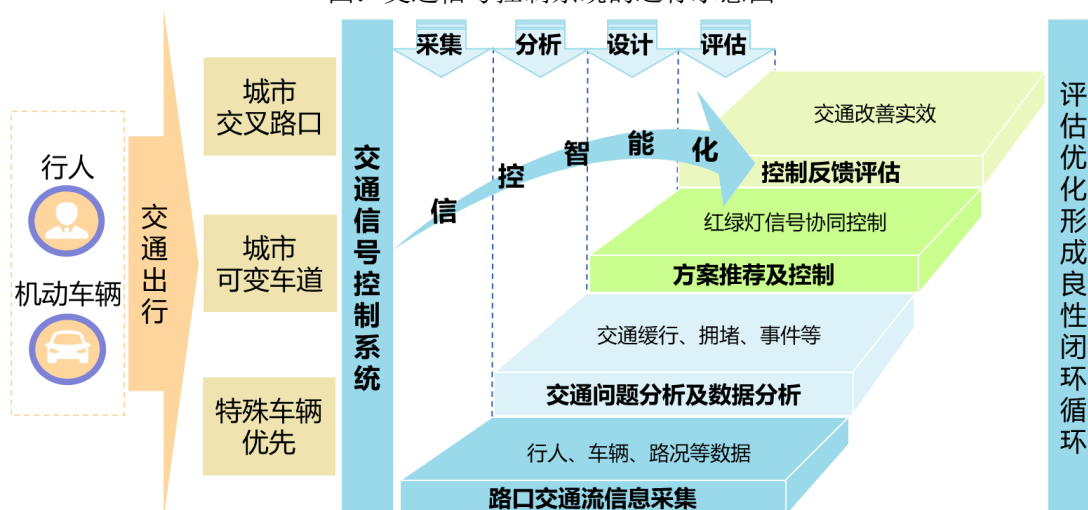 行人
机动车辆
交通出行
城市
交叉路口
城市
可变车道
特殊车辆
优先
交通信号控制系统
采集
分析
设计
评估
信控智能化
交通改善实效
控制反馈评估
红绿灯信号协同控制
方案推荐及控制
交通缓行、拥堵、事件等
交通问题分析及数据分析
行人、车辆、路况等数据
路口交通流信息采集
评估优化形成良性闭环循环